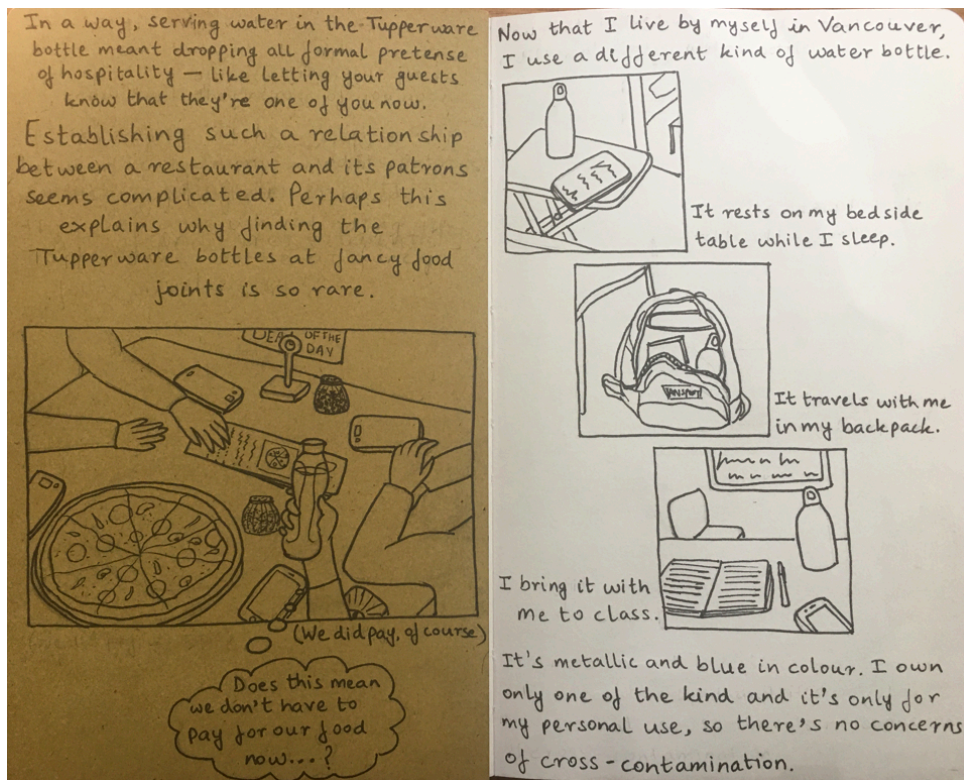 In a way, serving water in the Tupperware
bottle meant dropping all formal pretense
of hospitality — like letting your guests
know that they're one of you now.
Establishing such a relationship
between a restaurant and its patrons
seems complicated. Perhaps this
explains why finding the
Tupperware bottles at fancy food
joints is so rare.
OF THE
DAY
(We did pay, of course)
Does this mean
we don't have to
pay for our food
now...?
Now that I live by myself in Vancouver,
I use a different kind of water bottle.
It rests on my bedside
table while I sleep.
It travels with me
in my backpack.
I bring it with
me to class.
It's metallic and blue in colour. I own
only one of the kind and it's only for
my personal use, so there's no concerns
of cross-contamination.